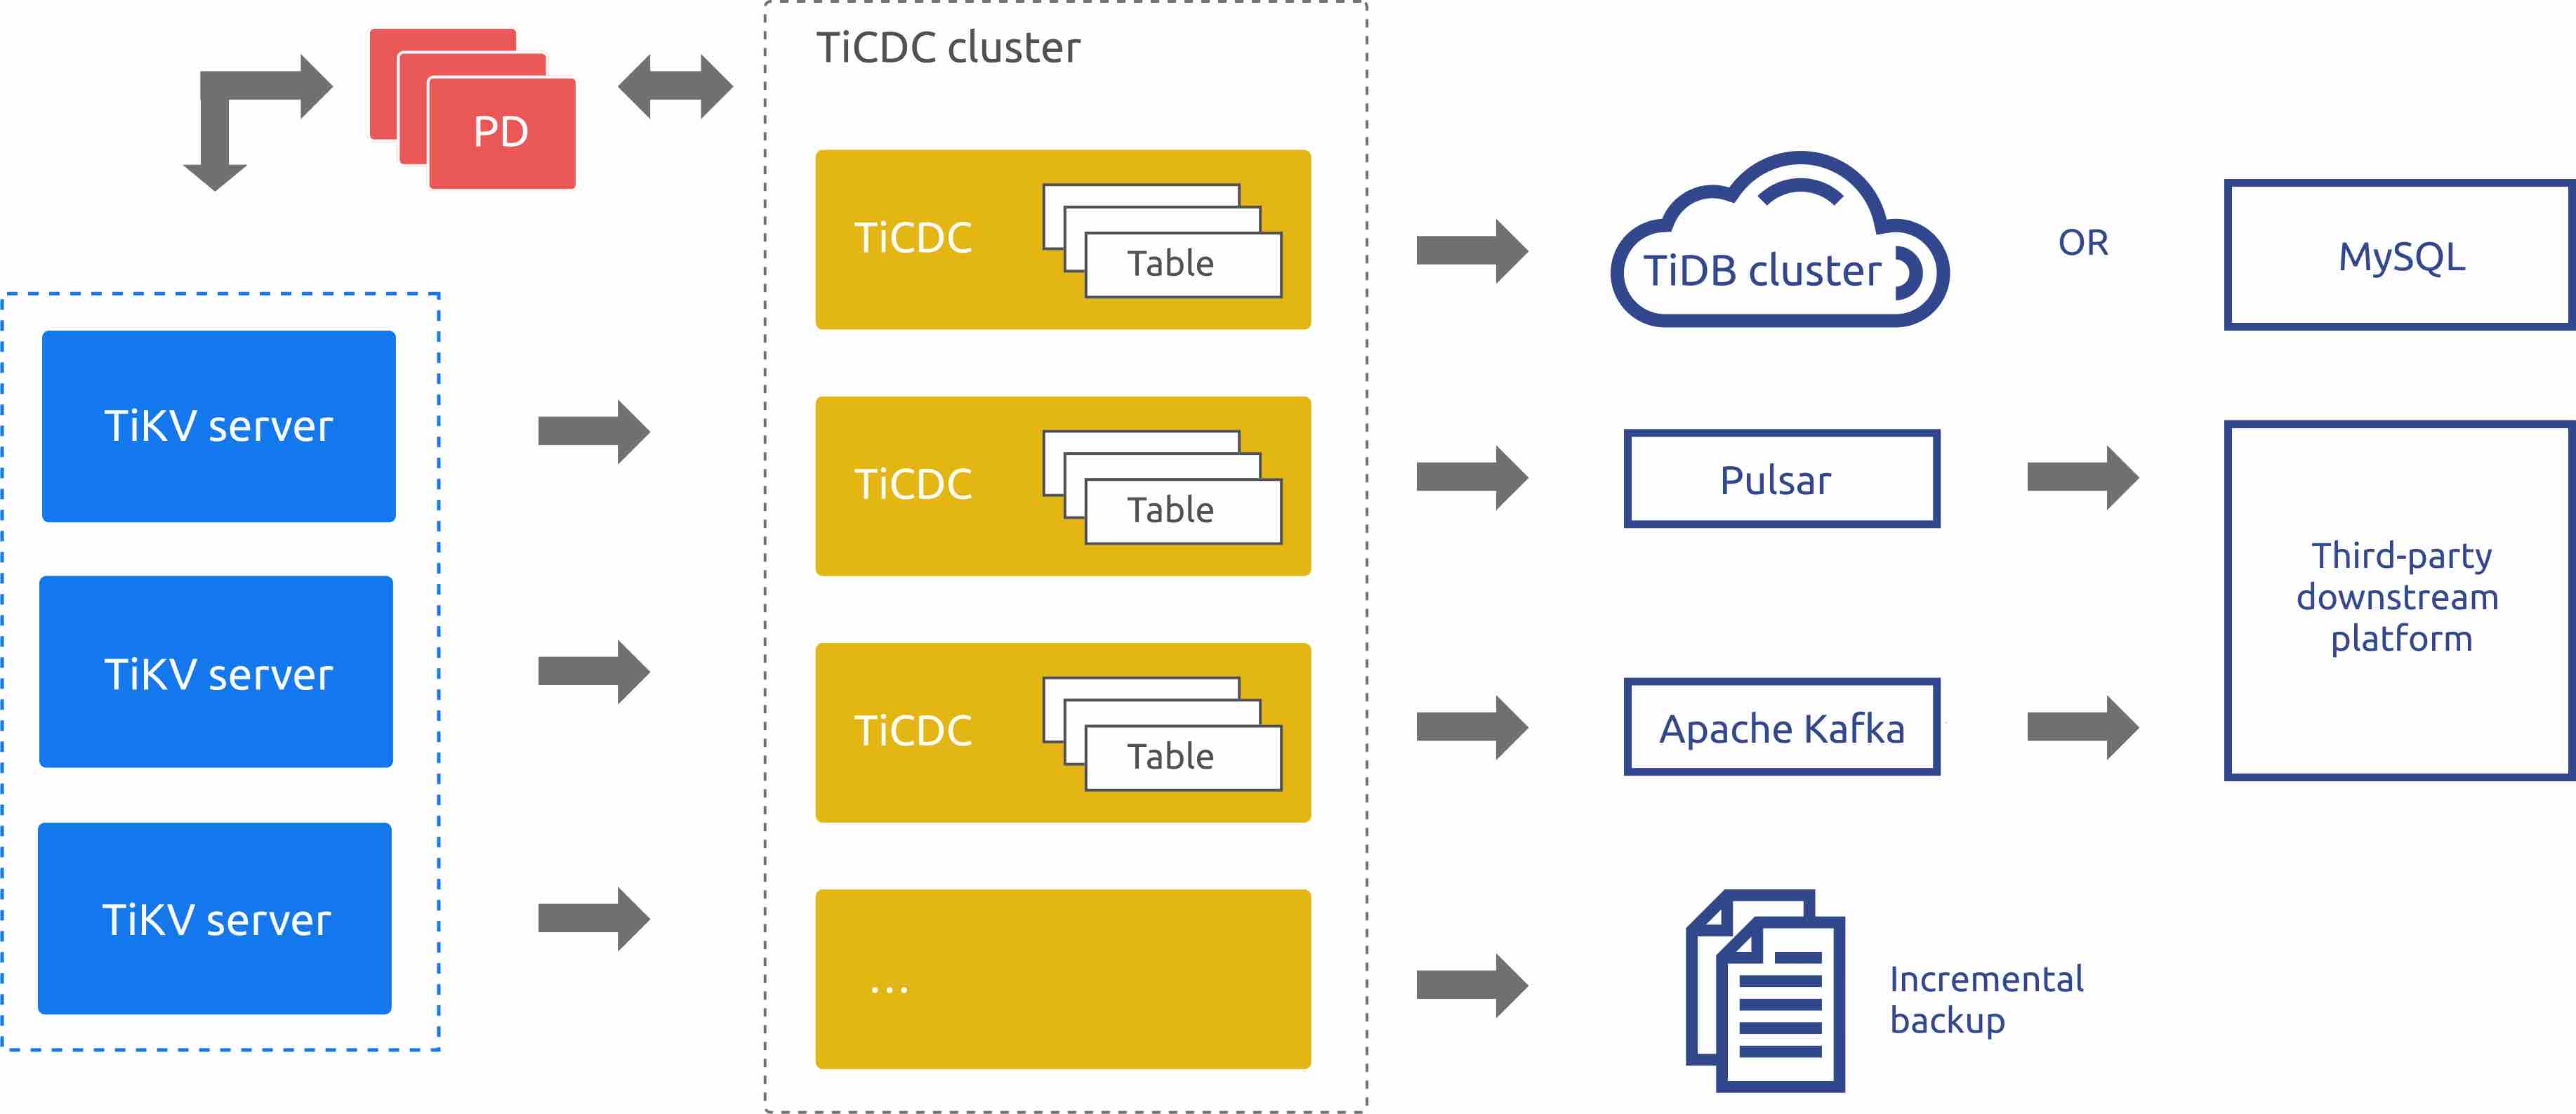 TiCDC cluster
PD
TiKV server
TiKV server
TiKV server
TiCDC
Table
TiCDC
Table
TiCDC
Table
...
TiDB cluster
OR
MySQL
Pulsar
Apache Kafka
Third-party
downstream
platform
Incremental
backup